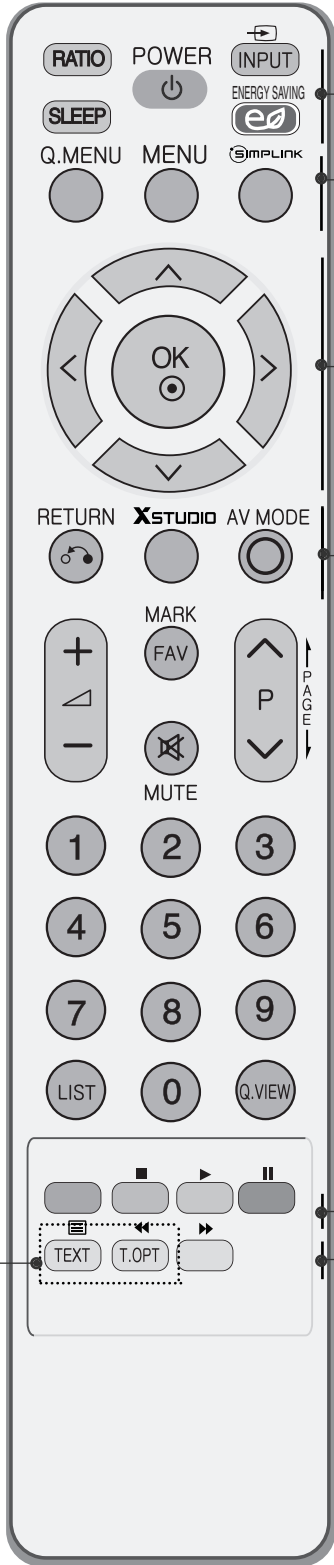 RATIO POWER INPUT
ENERGY SAVING
SLEEP
Q.MENU MENU SIMPLINK
OK
RETURN XSTUDIO AV MODE
MARK
FAV
P
PAGE
MUTE
1 2 3
4 5 6
7 8 9
LIST 0 Q.VIEW
TEXT T.OPT